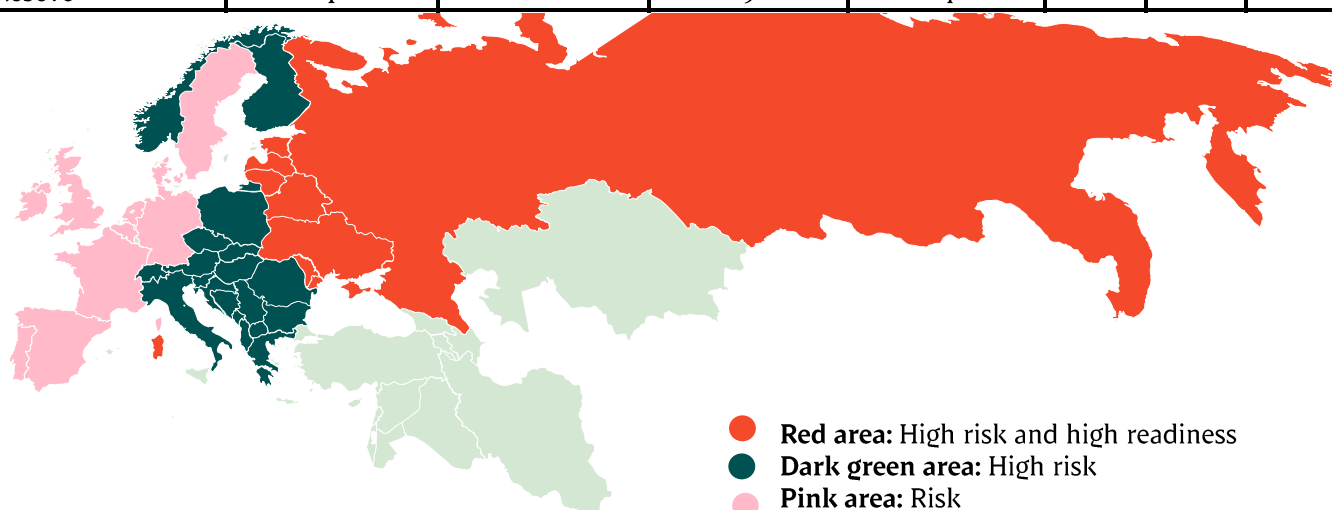 Red area: High risk and high readiness
Dark green area: High risk
Pink area: Risk